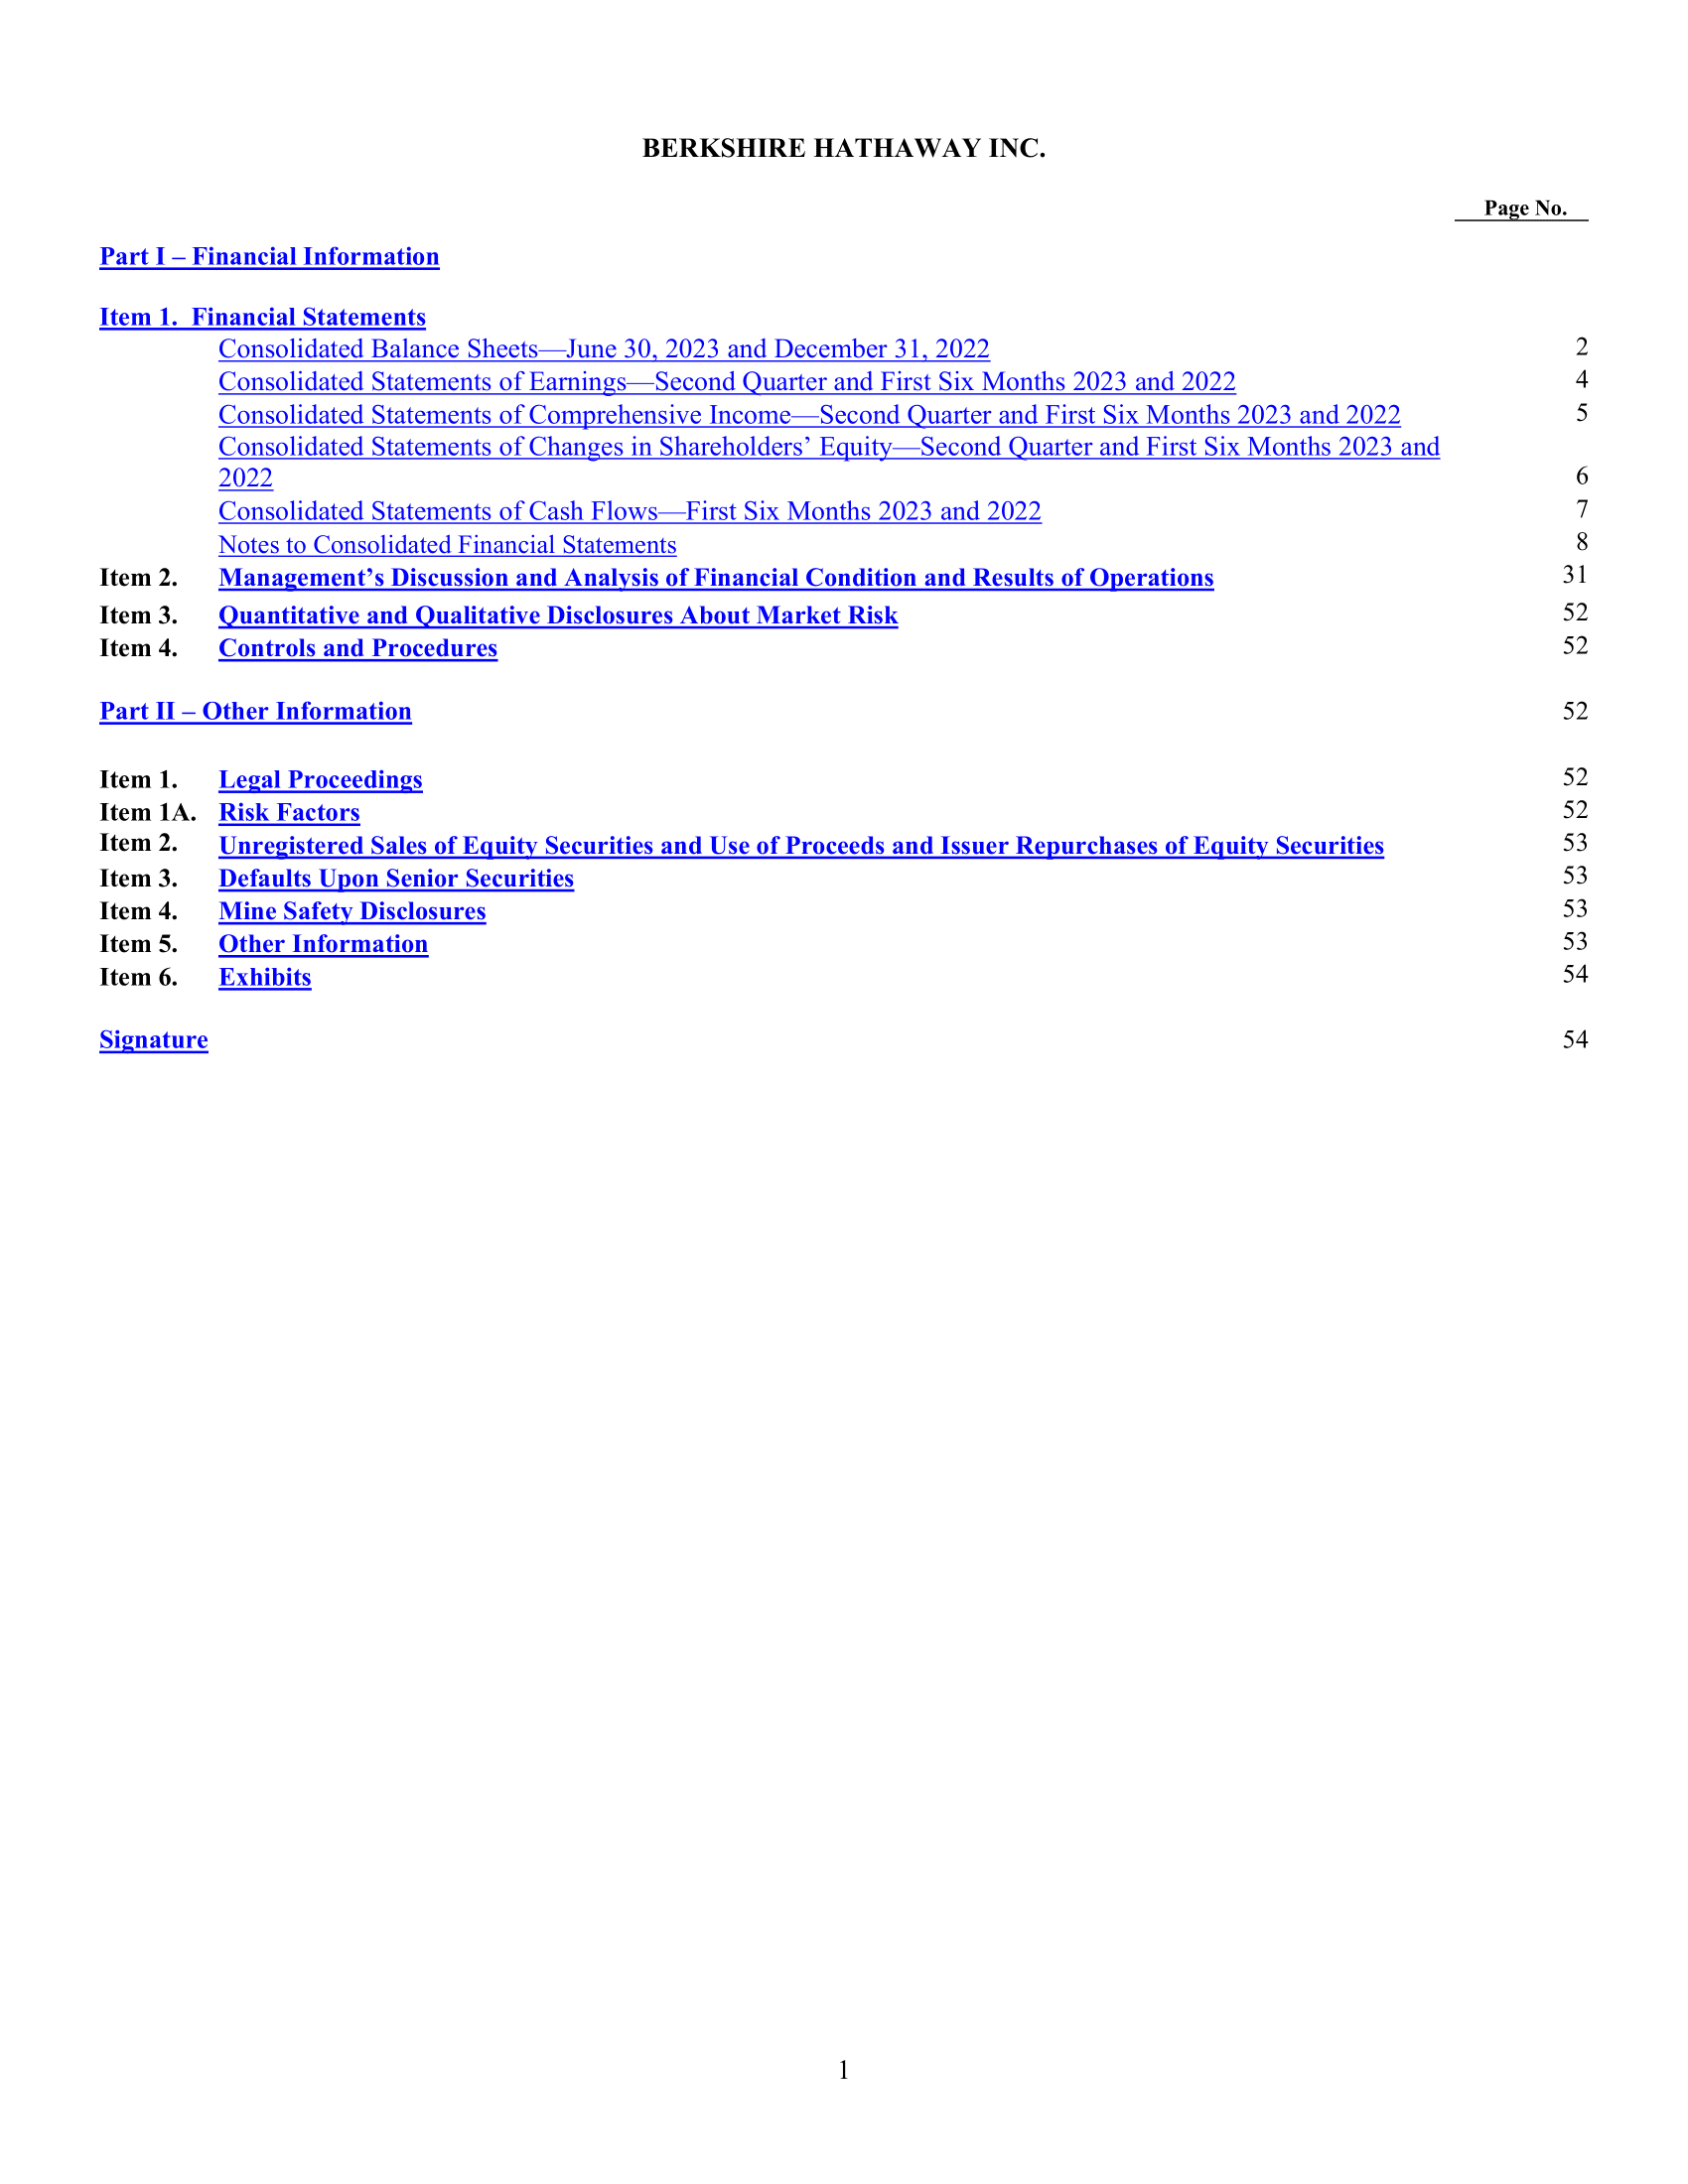 BERKSHIRE HATHAWAY INC.
Page No.
Part I – Financial Information
Item 1.  Financial Statements
Consolidated Balance Sheets—June 30, 2023 and December 31, 2022 2
Consolidated Statements of Earnings—Second Quarter and First Six Months 2023 and 2022 4
Consolidated Statements of Comprehensive Income—Second Quarter and First Six Months 2023 and 2022 5
Consolidated Statements of Changes in Shareholders’ Equity—Second Quarter and First Six Months 2023 and
2022 6
Consolidated Statements of Cash Flows—First Six Months 2023 and 2022 7
Notes to Consolidated Financial Statements 8
Item 2. Management’s Discussion and Analysis of Financial Condition and Results of Operations 31
Item 3. Quantitative and Qualitative Disclosures About Market Risk 52
Item 4. Controls and Procedures 52
Part II – Other Information 52
Item 1. Legal Proceedings 52
Item 1A. Risk Factors 52
Item 2. Unregistered Sales of Equity Securities and Use of Proceeds and Issuer Repurchases of Equity Securities 53
Item 3. Defaults Upon Senior Securities 53
Item 4. Mine Safety Disclosures 53
Item 5. Other Information 53
Item 6. Exhibits 54
Signature 54
1